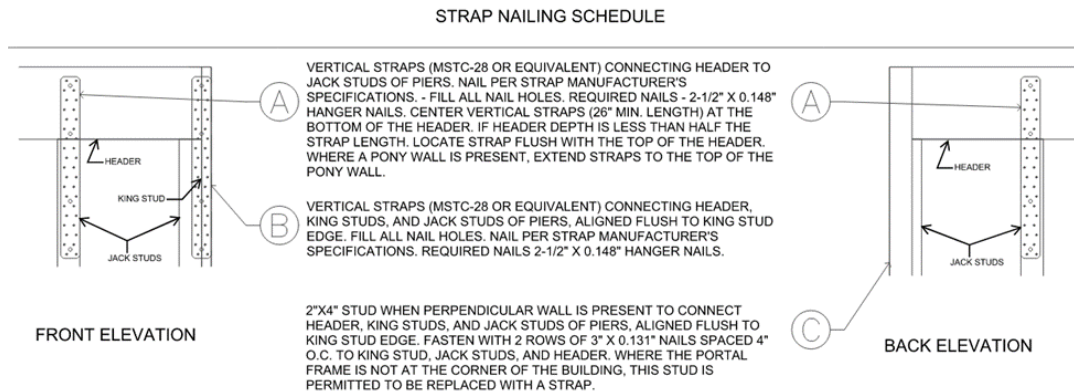 STRAP NAILING SCHEDULE
A
VERTICAL STRAPS (MSTC-28 OR EQUIVALENT) CONNECTING HEADER TO
JACK STUDS OF PIERS. NAIL PER STRAP MANUFACTURER'S
SPECIFICATIONS. - FILL ALL NAIL HOLES. REQUIRED NAILS - 2-1/2" X 0.148"
HANGER NAILS. CENTER VERTICAL STRAPS (26" MIN. LENGTH) AT THE
BOTTOM OF THE HEADER. IF HEADER DEPTH IS LESS THAN HALF THE
STRAP LENGTH. LOCATE STRAP FLUSH WITH THE TOP OF THE HEADER.
WHERE A PONY WALL IS PRESENT, EXTEND STRAPS TO THE TOP OF THE
PONY WALL.
HEADER
KING STUD
JACK STUDS
FRONT ELEVATION
B
VERTICAL STRAPS (MSTC-28 OR EQUIVALENT) CONNECTING HEADER,
KING STUDS, AND JACK STUDS OF PIERS, ALIGNED FLUSH TO KING STUD
EDGE. FILL ALL NAIL HOLES. NAIL PER STRAP MANUFACTURER'S
SPECIFICATIONS. REQUIRED NAILS 2-1/2" X 0.148" HANGER NAILS.
2"X4" STUD WHEN PERPENDICULAR WALL IS PRESENT TO CONNECT
HEADER, KING STUDS, AND JACK STUDS OF PIERS, ALIGNED FLUSH TO
KING STUD EDGE. FASTEN WITH 2 ROWS OF 3" X 0.131" NAILS SPACED 4"
O.C. TO KING STUD, JACK STUDS, AND HEADER. WHERE THE PORTAL
FRAME IS NOT AT THE CORNER OF THE BUILDING, THIS STUD IS
PERMITTED TO BE REPLACED WITH A STRAP.
A
C
HEADER
JACK STUDS
BACK ELEVATION